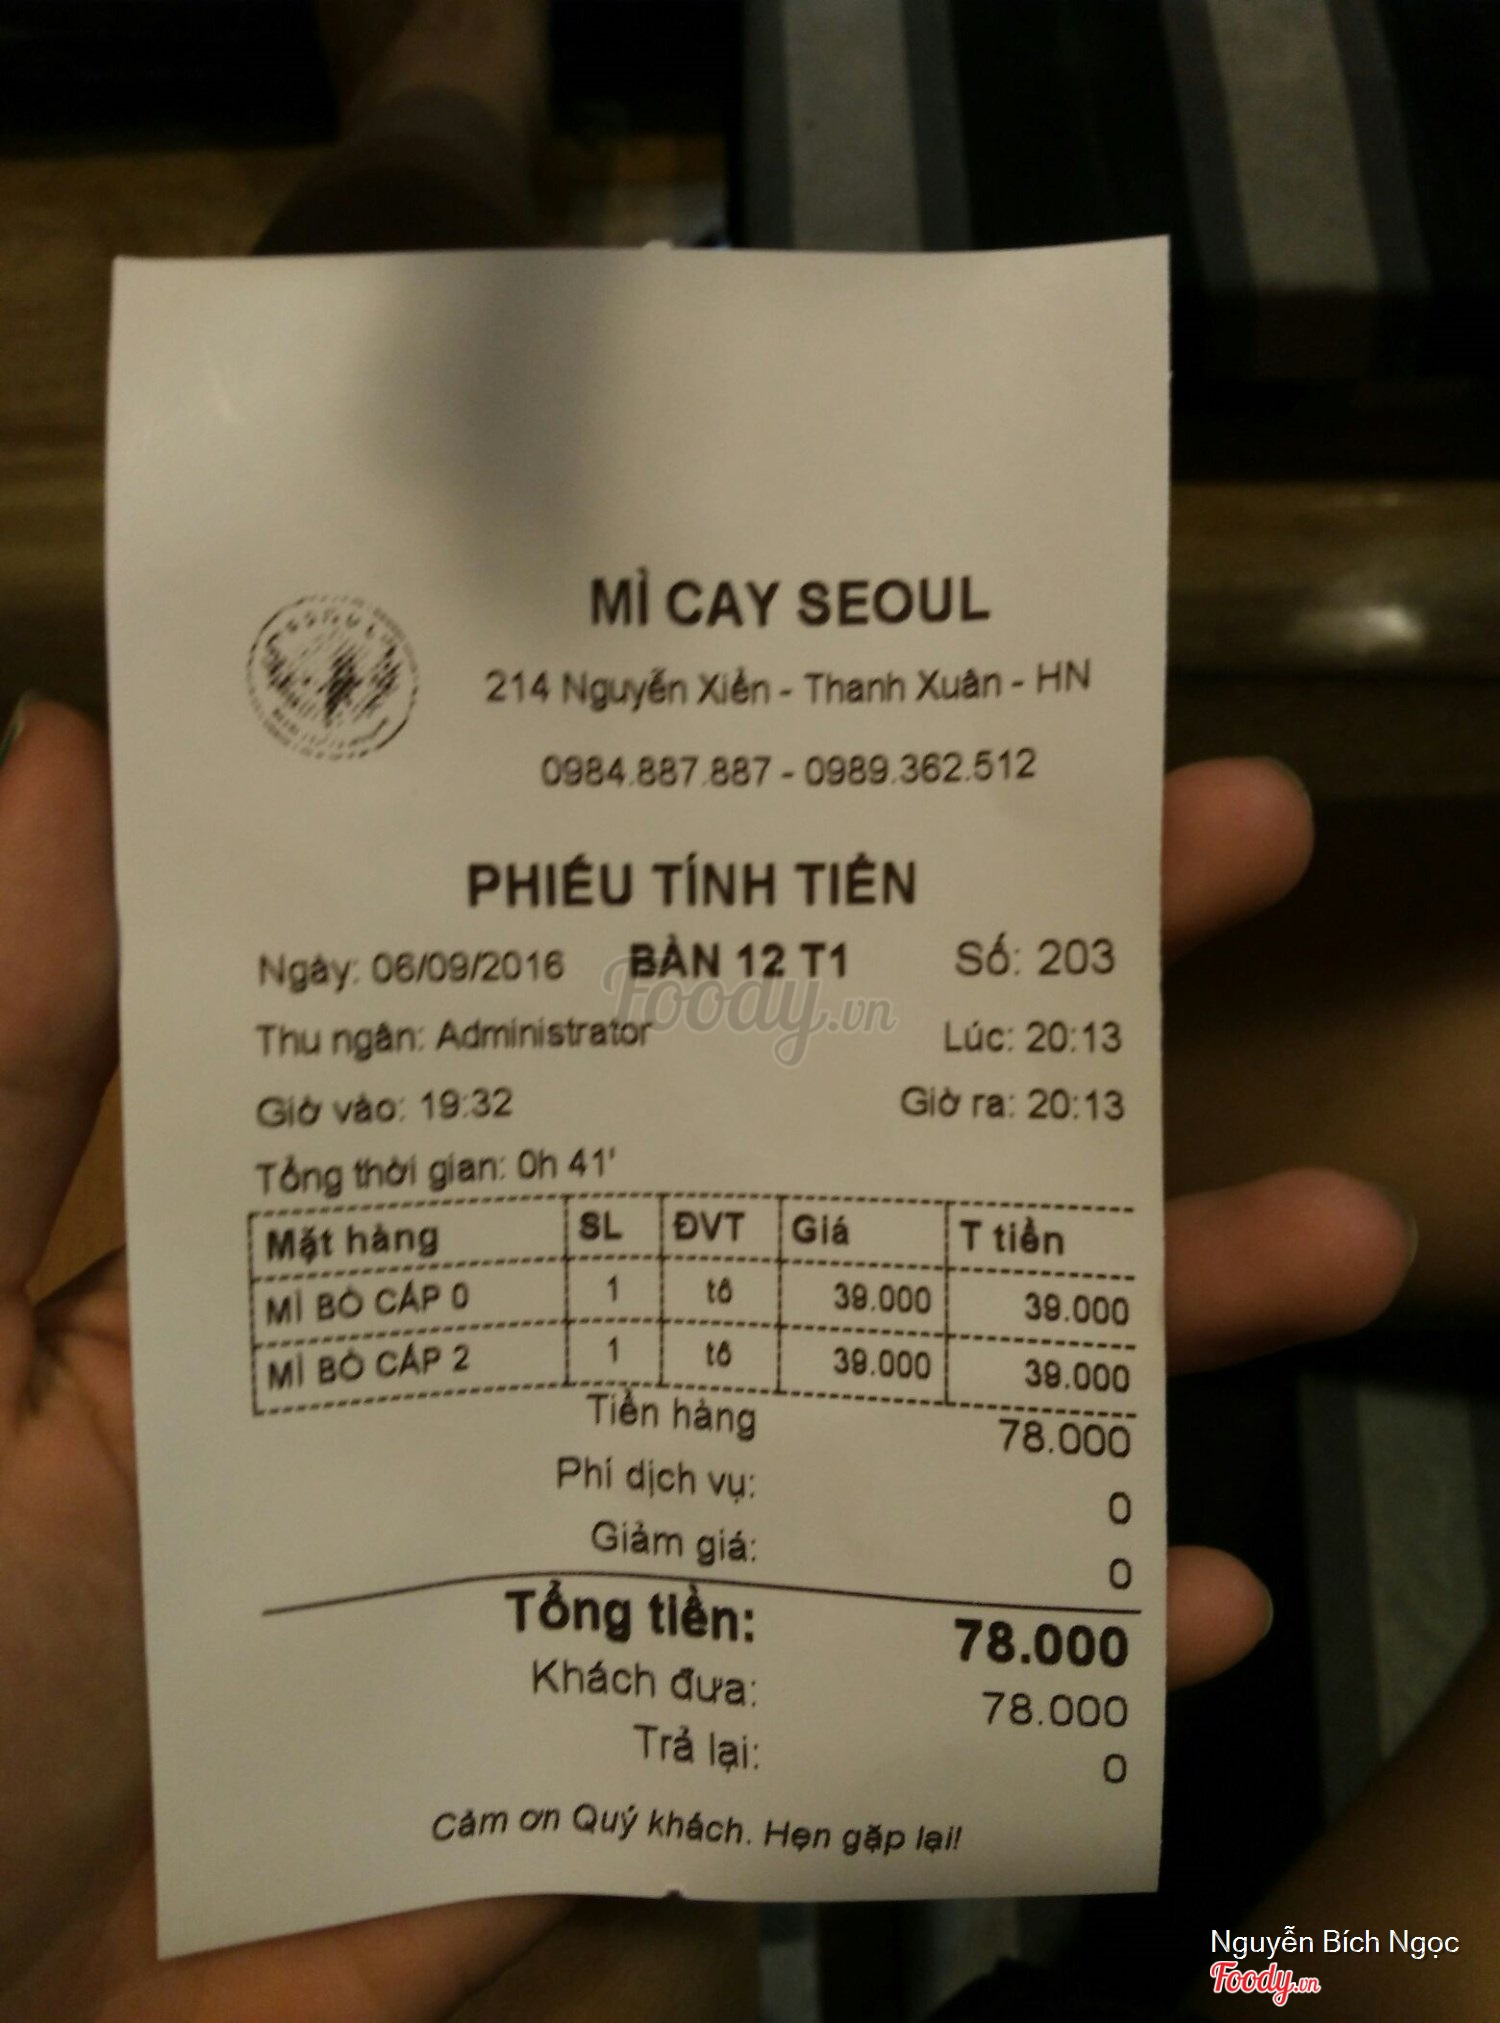 MÌ CAY SEOUL
214 Nguyễn Xiển - Thanh Xuân - HN
0984.887.887 - 0989.362.512
PHIẾU TÍNH TIỀN
Ngày: 06/09/2016 BÀN 12 T1 Số: 203
Foody.vn
Thu ngân: Administrator Lúc: 20:13
Giờ vào: 19:32 Giờ ra: 20:13
Tổng thời gian: 0h 41'
Mặt hàng SL ĐVT Giá T tiền
MÌ BÒ CẤP 0 1 tô 39.000 39.000
MÌ BÒ CẤP 2 1 tô 39.000 39.000
Tiền hàng 78.000
Phí dịch vụ: 0
Giảm giá: 0
Tổng tiền: 78.000
Khách đưa: 78.000
Trả lại: 0
Cảm ơn Quý khách. Hẹn gặp lại!
Nguyễn Bích Ngọc
Foody.vn